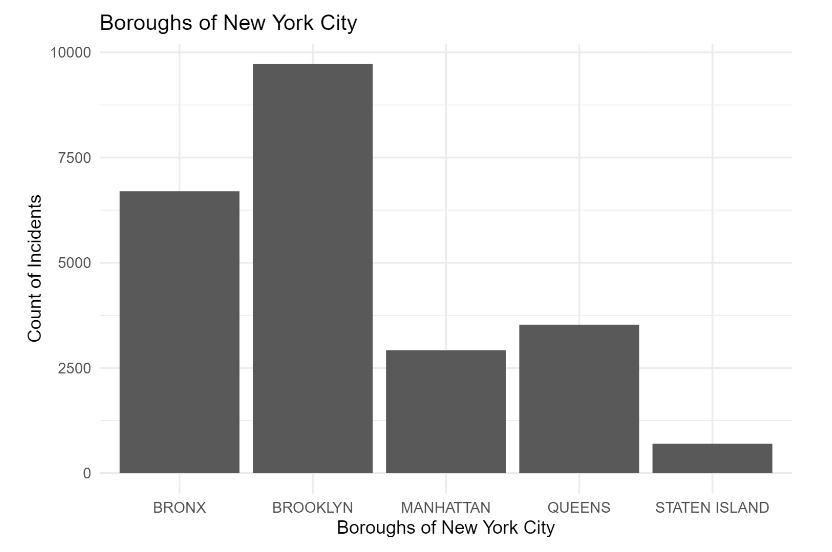 Boroughs of New York City
10000
7500
5000
2500
0
Count of Incidents
BRONX BROOKLYN MANHATTAN QUEENS STATEN ISLAND
Boroughs of New York City